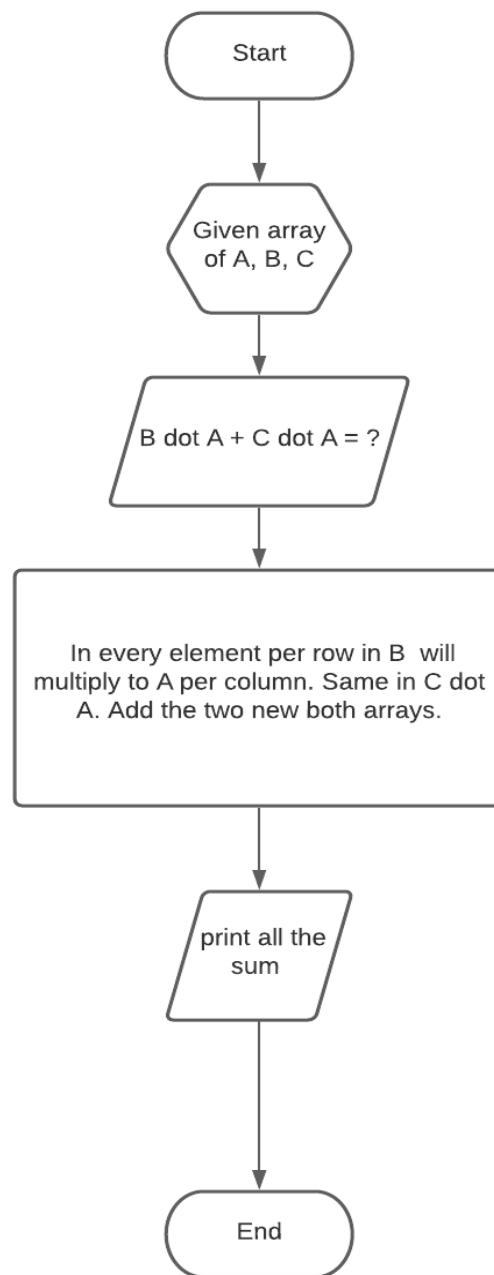 Start
Given array
of A, B, C
B dot A + C dot A = ?
In every element per row in B  will
multiply to A per column. Same in C dot
A. Add the two new both arrays.
print all the
sum
End